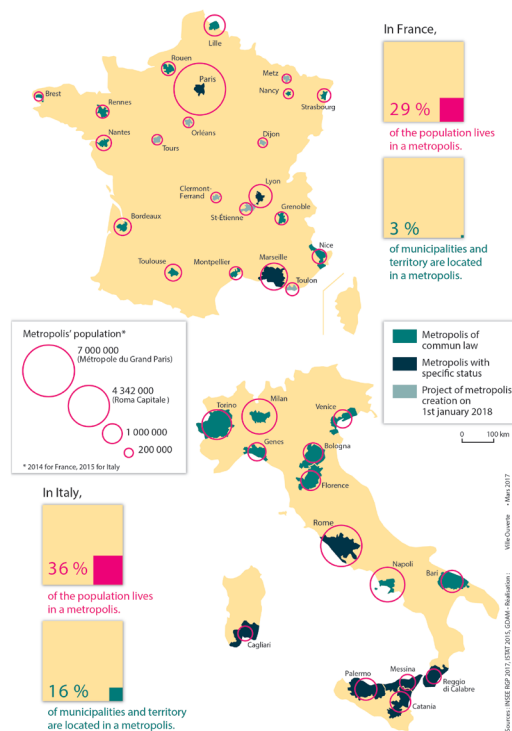 Lille
Rouen
Paris
Metz
Nancy
Strasbourg
Brest
Rennes
Nantes
Orléans
Tours
Dijon
Lyon
Clermont-
Ferrand
St-Étienne
Grenoble
Bordeaux
Nice
Toulouse
Montpellier
Marseille
Toulon
In France,
29 %
of the population lives
in a metropolis.
3 %
of municipalities and
territory are located
in a metropolis.
Metropolis' population*
7 000 000
(Métropole du Grand Paris)
4 342 000
(Roma Capitale )
1 000 000
200 000
* 2014 for France, 2015 for Italy
Metropolis of
commun law
Metropolis with
specific status
Project of metropolis
creation on
1st january 2018
0 100 km
Torino
Milan
Venice
Genes
Bologna
Florence
Rome
Napoli
Bari
Cagliari
Palermo
Messina
Reggio
di Calabre
Catania
In Italy,
36 %
of the population lives
in a metropolis.
16 %
of municipalities and territory
are located in a metropolis.
Sources : INSEE RGP 2017, ISTAT 2015, GDAM - Réalisation : Ville Ouverte • Mars 2017